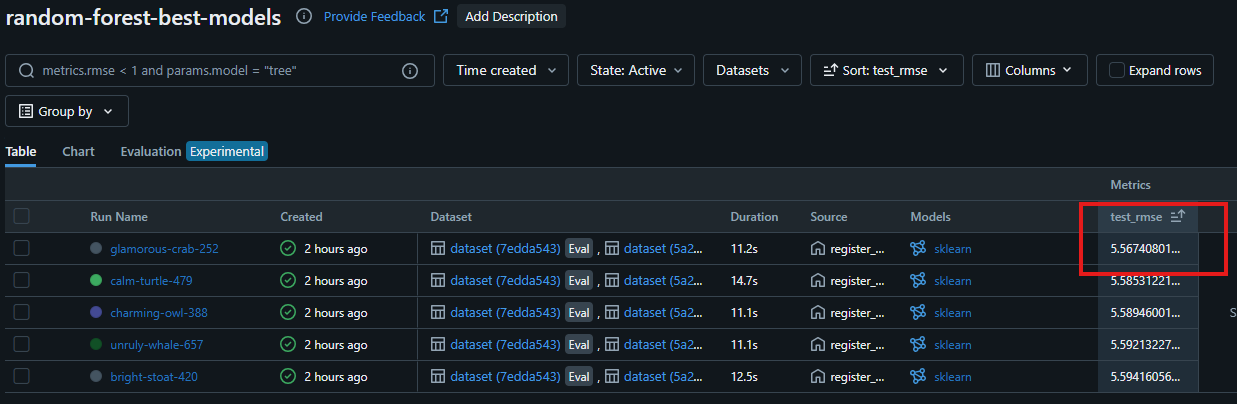 random-forest-best-models Provide Feedback Add Description
metrics.rmse < 1 and params.model = "tree" Time created State: Active Datasets Sort: test_rmse Columns Expand rows
Group by
Table Chart Evaluation Experimental
Metrics
Run Name Created Dataset Duration Source Models test_rmse
glamorous-crab-252 2 hours ago dataset (7edda543) Eval , dataset (5a2... 11.2s register_... sklearn 5.56740801...
calm-turtle-479 2 hours ago dataset (7edda543) Eval , dataset (5a2... 14.7s register_... sklearn 5.58531221...
charming-owl-388 2 hours ago dataset (7edda543) Eval , dataset (5a2... 11.1s register_... sklearn 5.58946001... S
unruly-whale-657 2 hours ago dataset (7edda543) Eval , dataset (5a2... 11.1s register_... sklearn 5.59213227...
bright-stoat-420 2 hours ago dataset (7edda543) Eval , dataset (5a2... 12.5s register_... sklearn 5.59416056...